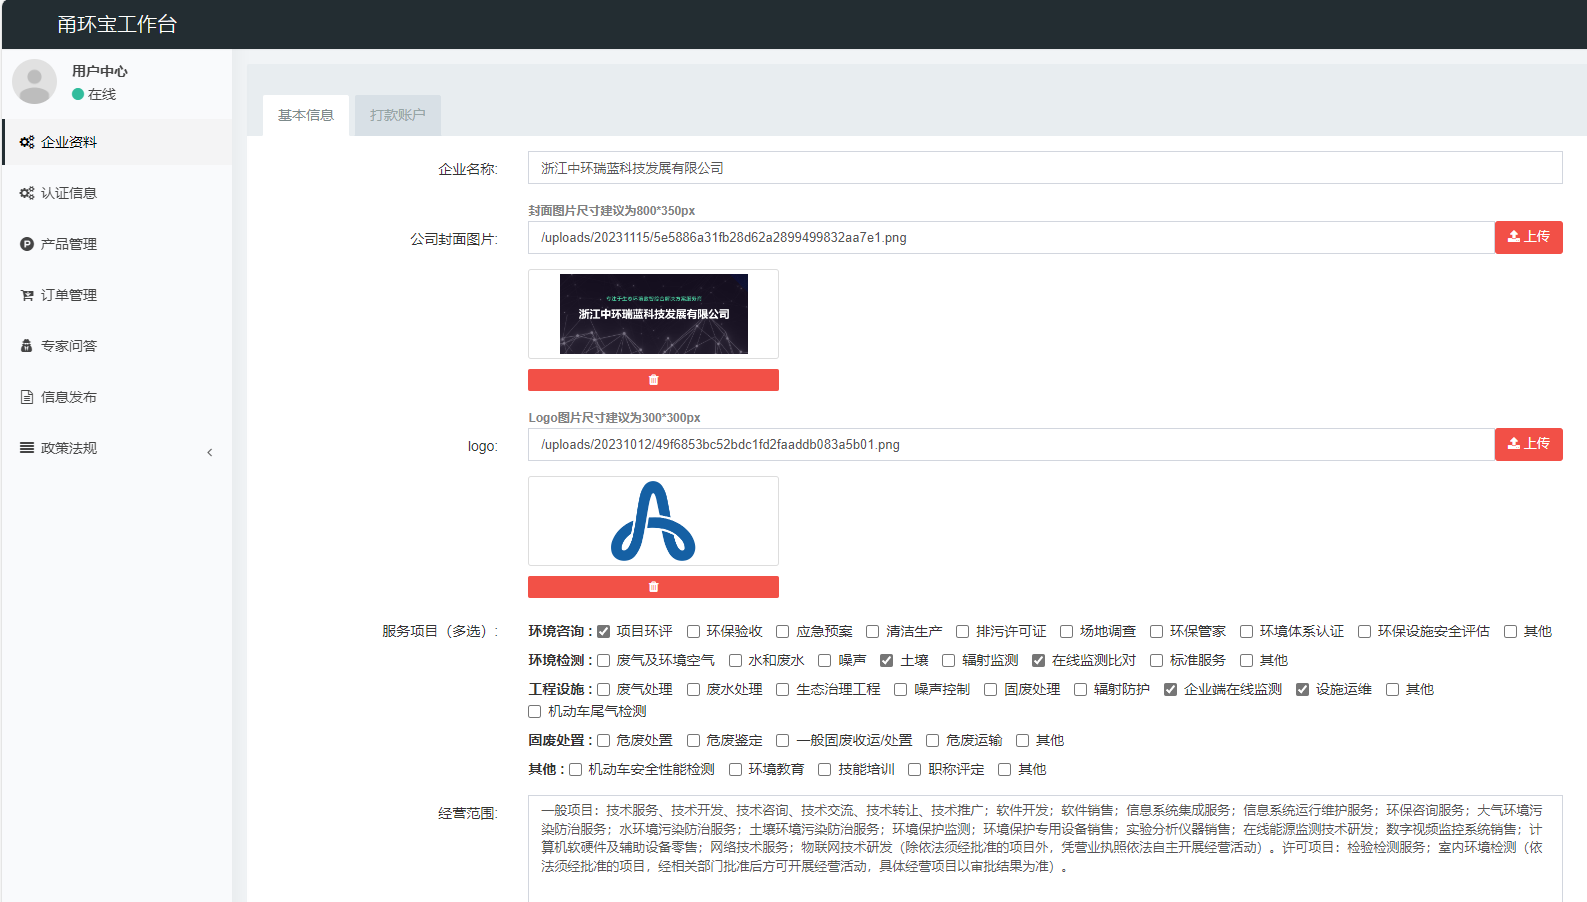 甬环宝工作台
用户中心
在线
企业资料
认证信息
产品管理
订单管理
专家问答
信息发布
政策法规
基本信息 打款账户
企业名称: 浙江中环瑞蓝科技发展有限公司
封面图片尺寸建议为800*350px
公司封面图片: /uploads/20231115/5e5886a31fb28d62a2899499832aa7e1.png 上传
专注于生态环境数智综合解决方案服务商
浙江中环瑞蓝科技发展有限公司
Logo图片尺寸建议为300*300px
logo: /uploads/20231012/49f6853bc52bdc1fd2faaddb083a5b01.png 上传
服务项目（多选）: 环境咨询 : 项目环评 环保验收 应急预案 清洁生产 排污许可证 场地调查 环保管家 环境体系认证 环保设施安全评估 其他
环境检测 : 废气及环境空气 水和废水 噪声 土壤 辐射监测 在线监测比对 标准服务 其他
工程设施 : 废气处理 废水处理 生态治理工程 噪声控制 固废处理 辐射防护 企业端在线监测 设施运维 其他
机动车尾气检测
固废处置 : 危废处置 危废鉴定 一般固废收运/处置 危废运输 其他
其他 : 机动车安全性能检测 环境教育 技能培训 职称评定 其他
经营范围: 一般项目：技术服务、技术开发、技术咨询、技术交流、技术转让、技术推广；软件开发；软件销售；信息系统集成服务；信息系统运行维护服务；环保咨询服务；大气环境污
染防治服务；水环境污染防治服务；土壤环境污染防治服务；环境保护监测；环境保护专用设备销售；实验分析仪器销售；在线能源监测技术研发；数字视频监控系统销售；计
算机软硬件及辅助设备零售；网络技术服务；物联网技术研发（除依法须经批准的项目外，凭营业执照依法自主开展经营活动）。许可项目：检验检测服务；室内环境检测（依
法须经批准的项目，经相关部门批准后方可开展经营活动，具体经营项目以审批结果为准）。